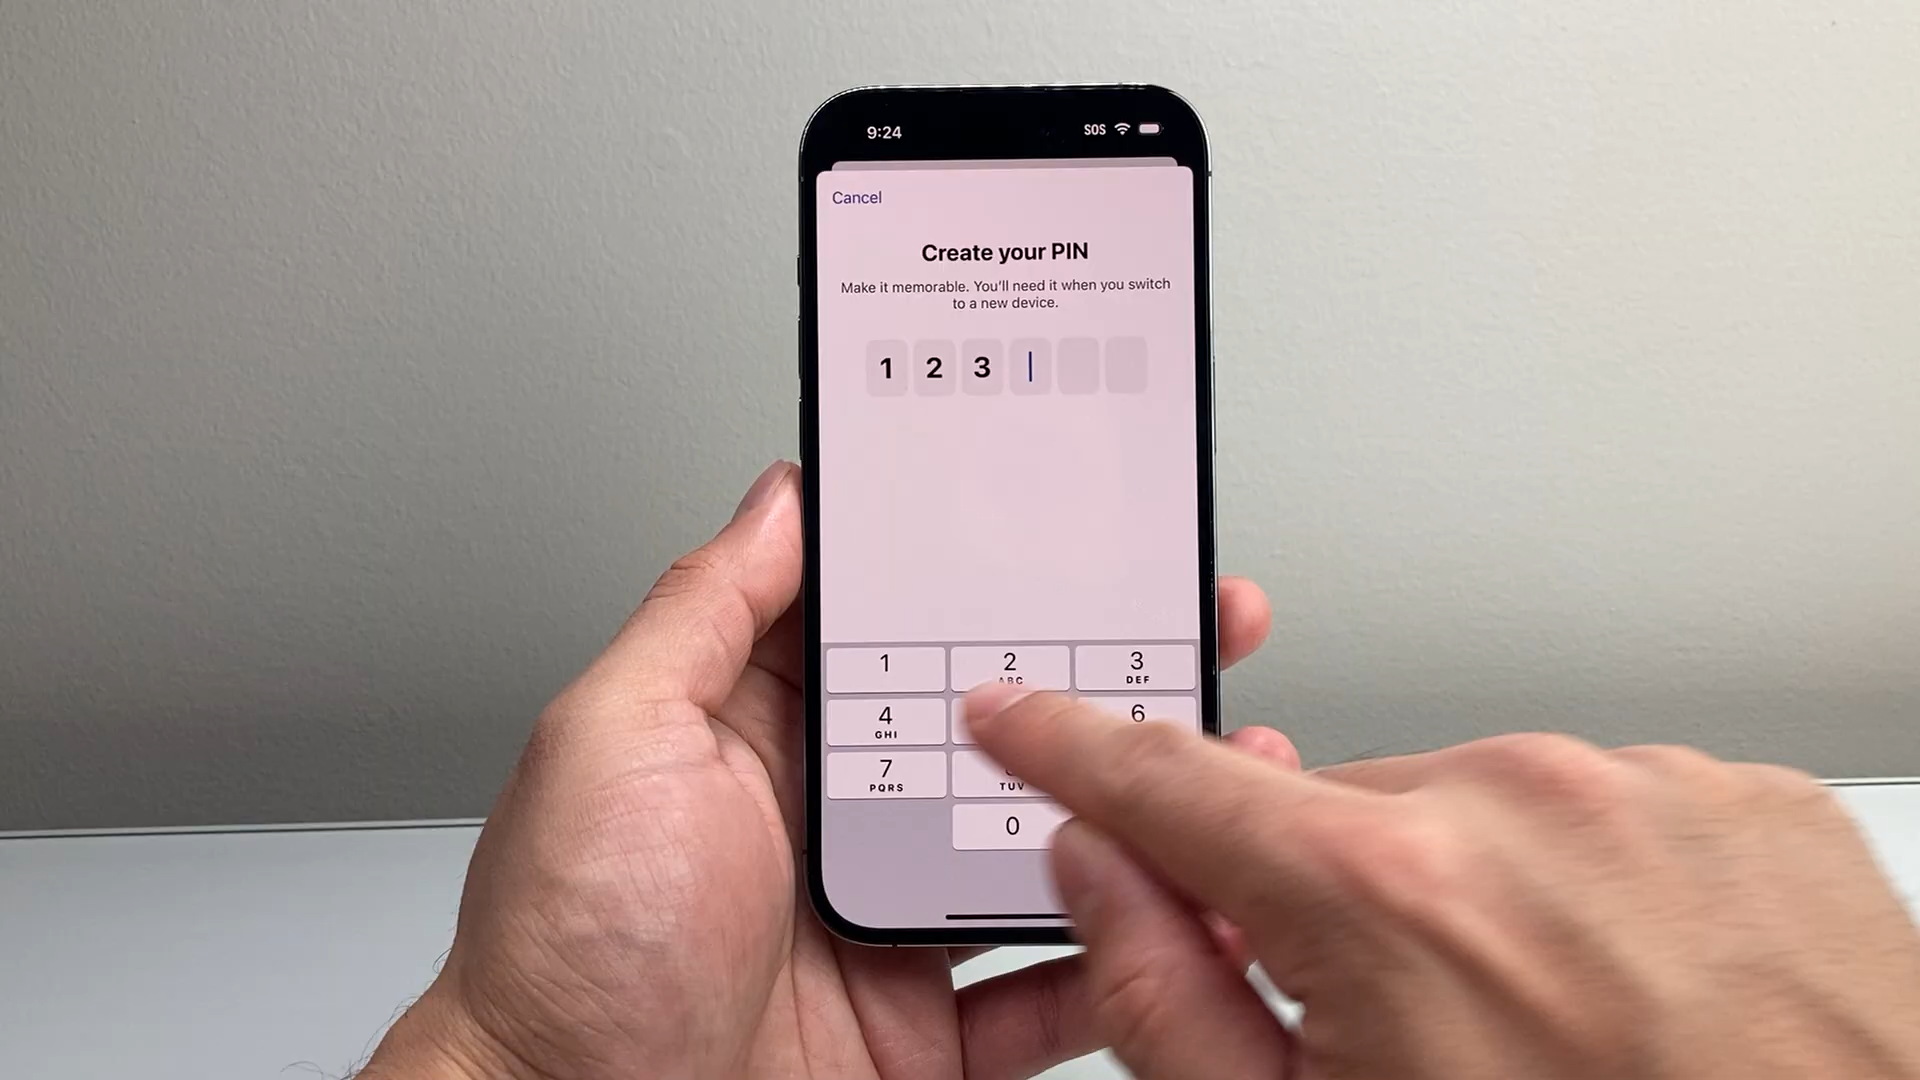 9:24 SOS
Cancel
Create your PIN
Make it memorable. You'll need it when you switch
to a new device.
1 2 3
1 2 3
ABC DEF
4 6
GHI
7
PQRS TUV
0